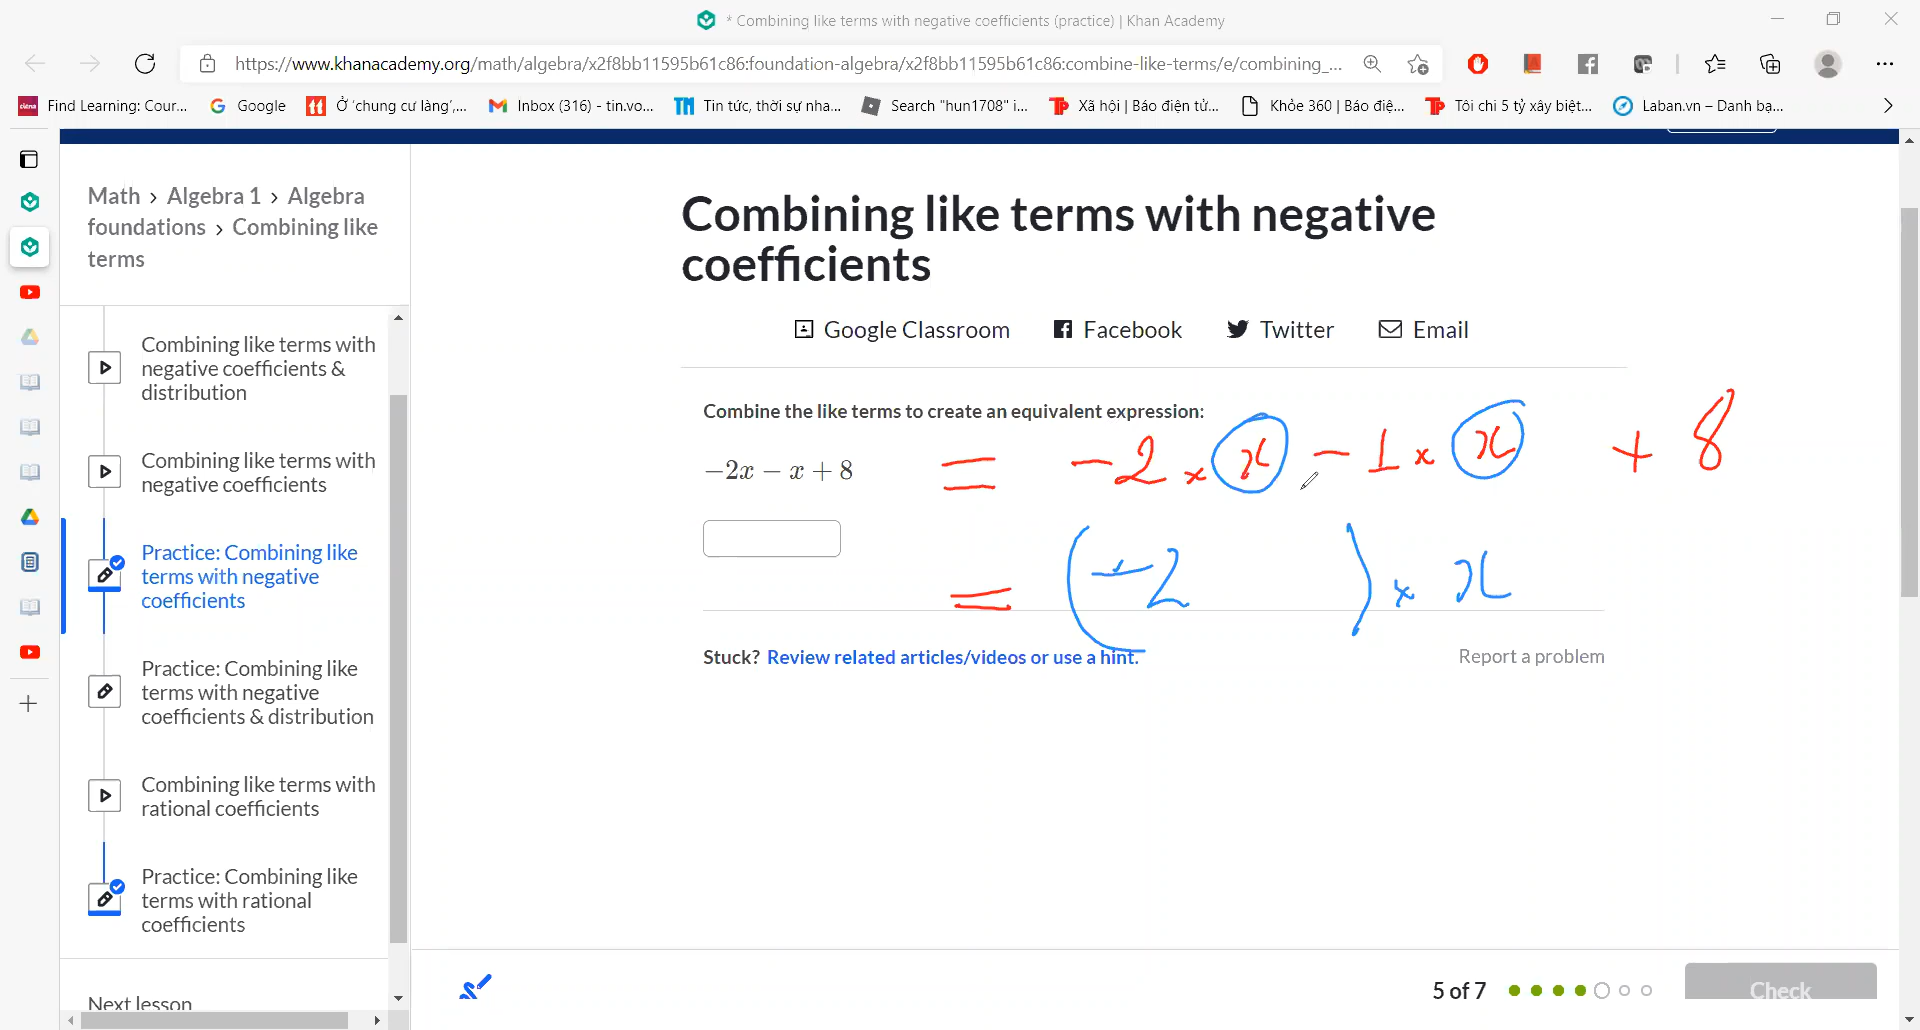 * Combining like terms with negative coefficients (practice) | Khan Academy
https://www.khanacademy.org/math/algebra/x2f8bb11595b61c86:foundation-algebra/x2f8bb11595b61c86:combine-like-terms/e/combining_...
Find Learning: Cour... Google Ở 'chung cư làng',... Inbox (316) - tin.vo... Tin tức, thời sự nha... Search "hun1708" i... Xã hội | Báo điện tử... Khỏe 360 | Báo điệ... Tôi chi 5 tỷ xây biệt... Laban.vn – Danh bạ...
Math › Algebra 1 › Algebra
foundations › Combining like
terms
Combining like terms with
negative coefficients &
distribution
Combining like terms with
negative coefficients
Practice: Combining like
terms with negative
coefficients
Practice: Combining like
terms with negative
coefficients & distribution
Combining like terms with
rational coefficients
Practice: Combining like
terms with rational
coefficients
Next lesson
Combining like terms with negative
coefficients
Google Classroom Facebook Twitter Email
Combine the like terms to create an equivalent expression:
−2x − x + 8 = -2 × x - 1 × x + 8
= (-2 ) × x
Stuck? Review related articles/videos or use a hint. Report a problem
5 of 7 Check